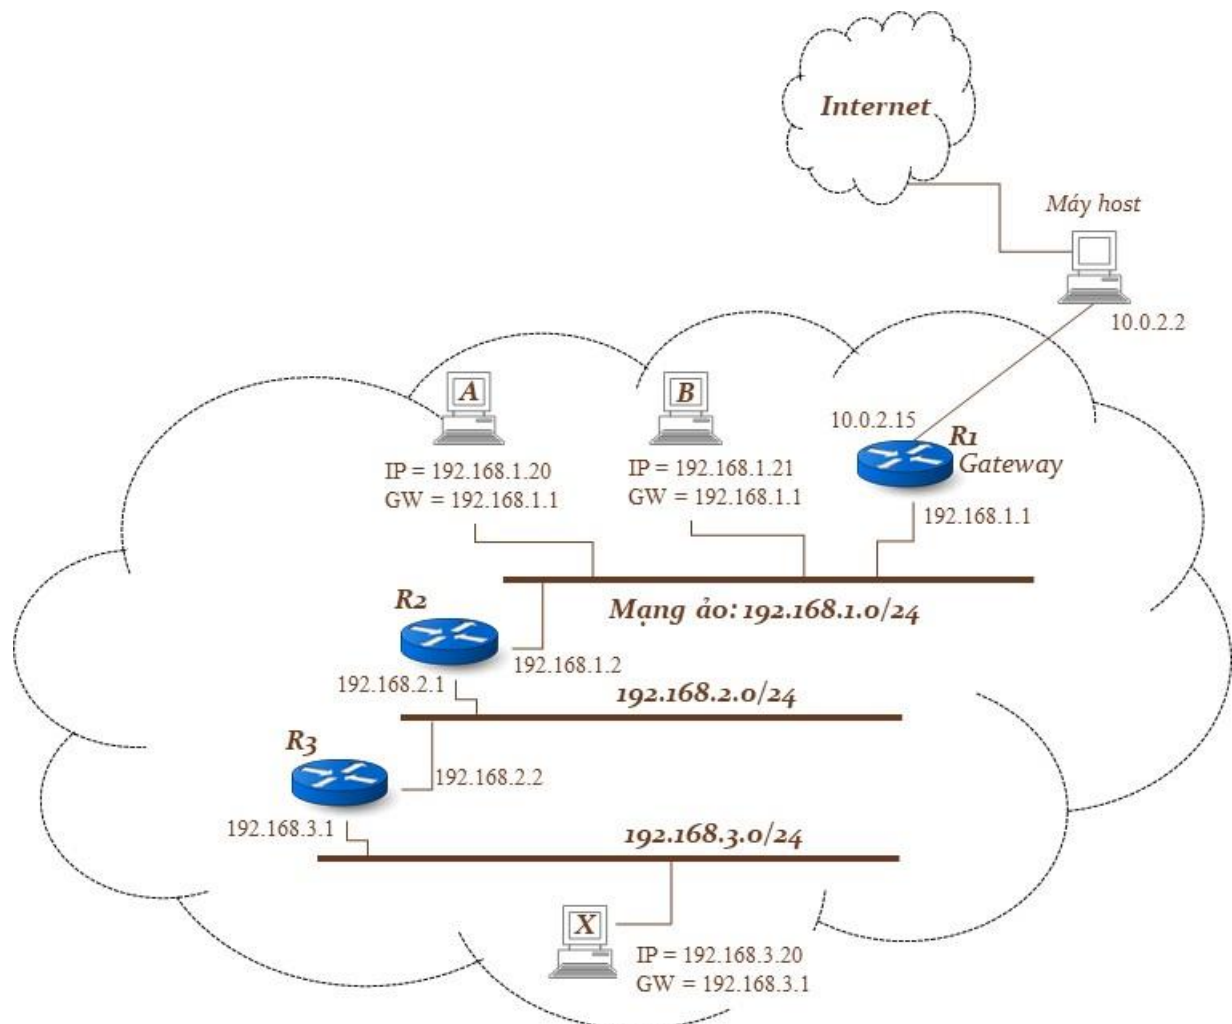 Internet
Máy host
10.0.2.2
A
B
10.0.2.15
R1
Gateway
IP = 192.168.1.20
GW = 192.168.1.1
IP = 192.168.1.21
GW = 192.168.1.1
192.168.1.1
R2
Mạng ảo: 192.168.1.0/24
192.168.1.2
192.168.2.1
192.168.2.0/24
R3
192.168.2.2
192.168.3.1
192.168.3.0/24
X
IP = 192.168.3.20
GW = 192.168.3.1